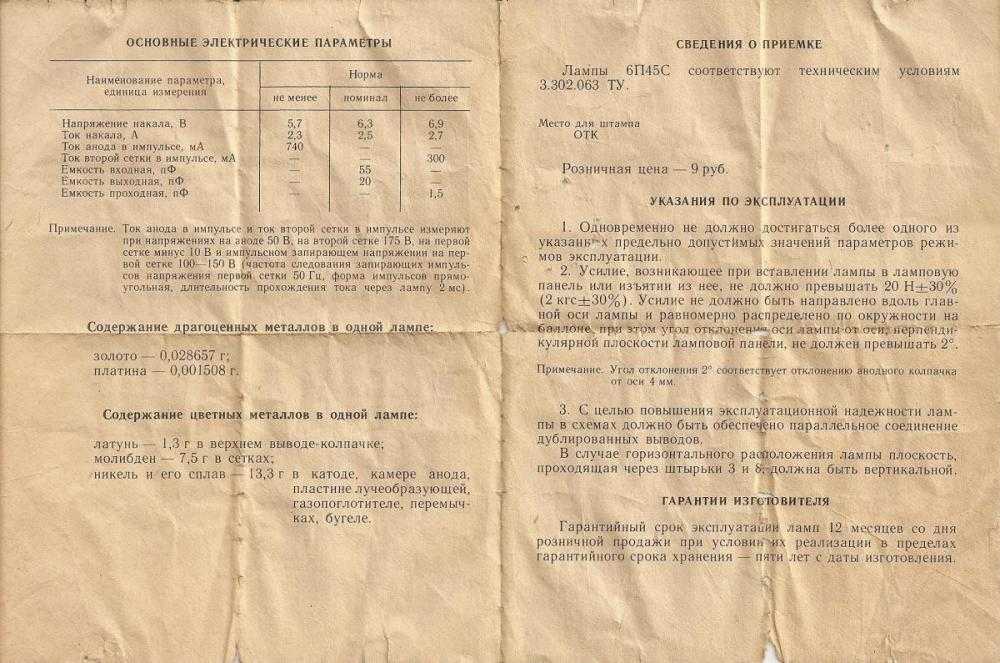 ОСНОВНЫЕ ЭЛЕКТРИЧЕСКИЕ ПАРАМЕТРЫ
Наименование параметра, единица измерения
Норма
не менее номинал не более
Напряжение накала, В 5,7 6,3 6,9
Ток накала, А 2,3 2,5 2,7
Ток анода в импульсе, мА 740 — —
Ток второй сетки в импульсе, мА — — 300
Емкость входная, пФ — 55 —
Емкость выходная, пФ — 20 —
Емкость проходная, пФ — — 1,5
Примечание. Ток анода в импульсе и ток второй сетки в импульсе измеряют
при напряжениях на аноде 50 В, на второй сетке 175 В, на первой
сетке минус 10 В и импульсном запирающем напряжения на пер-
вой сетке 100—150 В (частота следования запирающих импуль-
сов напряжения первой сетки 50 Гц, форма импульсов прямо-
угольная, длительность прохождения тока через лампу 2 мс).
Содержание драгоценных металлов в одной лампе:
золото — 0,028657 г;
платина — 0,001508 г.
Содержание цветных металлов в одной лампе:
латунь — 1,3 г в верхнем выводе-колпачке;
молибден — 7,5 г в сетках;
никель и его сплав — 13,3 г в катоде, камере анода,
пластине лучеобразующей,
газопоглотителе, перемыч-
ках, бугеле.
СВЕДЕНИЯ О ПРИЕМКЕ
Лампы 6П45С соответствуют техническим условиям
3.302.063 ТУ.
Место для штампа
ОТК
Розничная цена — 9 руб.
УКАЗАНИЯ ПО ЭКСПЛУАТАЦИИ
1. Одновременно не должно достигаться более одного из
указанных предельно допустимых значений параметров режи-
мов эксплуатации.
2. Усилие, возникающее при вставлении лампы в ламповую
панель или изъятии из нее, не должно превышать 20 Н±30%
(2 кгс±30%). Усилие не должно быть направлено вдоль глав-
ной оси лампы и равномерно распределено по окружности на
баллоне, при этом угол отклонения оси лампы от оси, перпенди-
кулярной плоскости ламповой панели, не должен превышать 2°.
Примечание. Угол отклонения 2° соответствует отклонению анодного колпачка
от оси 4 мм.
3. С целью повышения эксплуатационной надежности лам-
пы в схемах должно быть обеспечено параллельное соединение
дублированных выводов.
В случае горизонтального расположения лампы плоскость,
проходящая через штырьки 3 и 8, должна быть вертикальной.
ГАРАНТИИ ИЗГОТОВИТЕЛЯ
Гарантийный срок эксплуатации ламп 12 месяцев со дня
розничной продажи при условии их реализации в пределах
гарантийного срока хранения — пяти лет с даты изготовления.